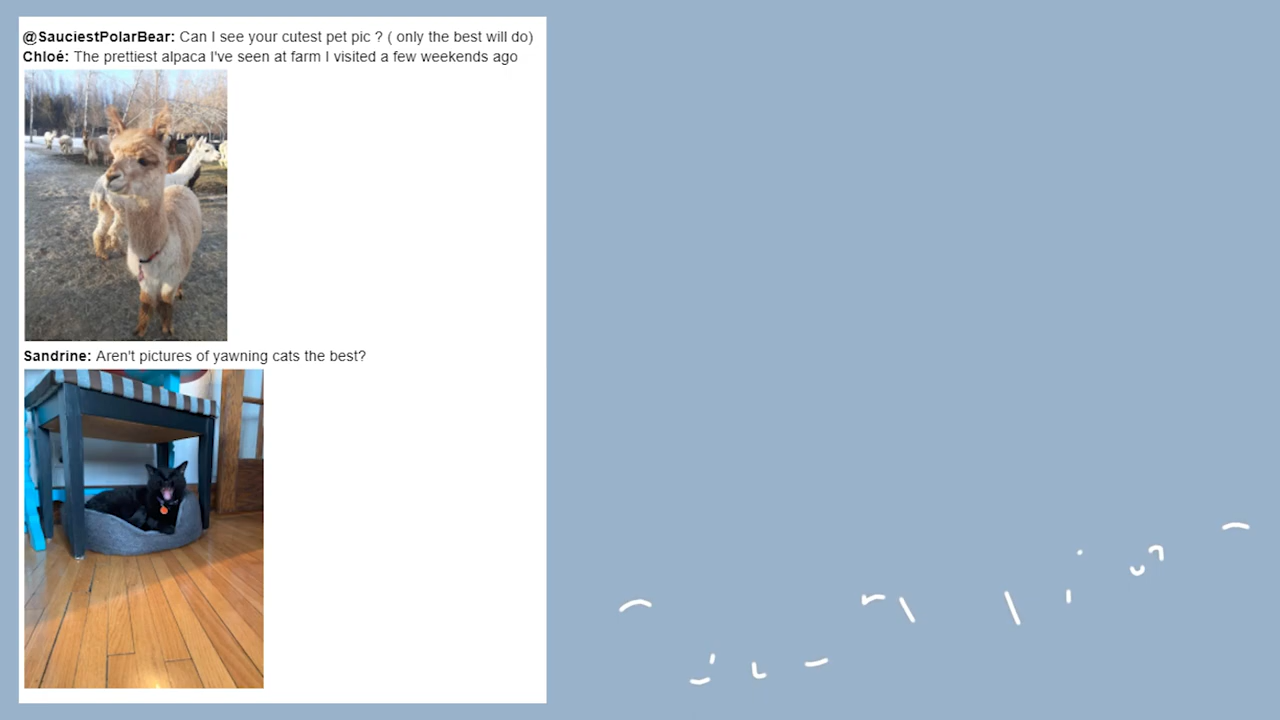 @SauciestPolarBear: Can I see your cutest pet pic ? ( only the best will do)
Chloé: The prettiest alpaca I've seen at farm I visited a few weekends ago
Sandrine: Aren't pictures of yawning cats the best?